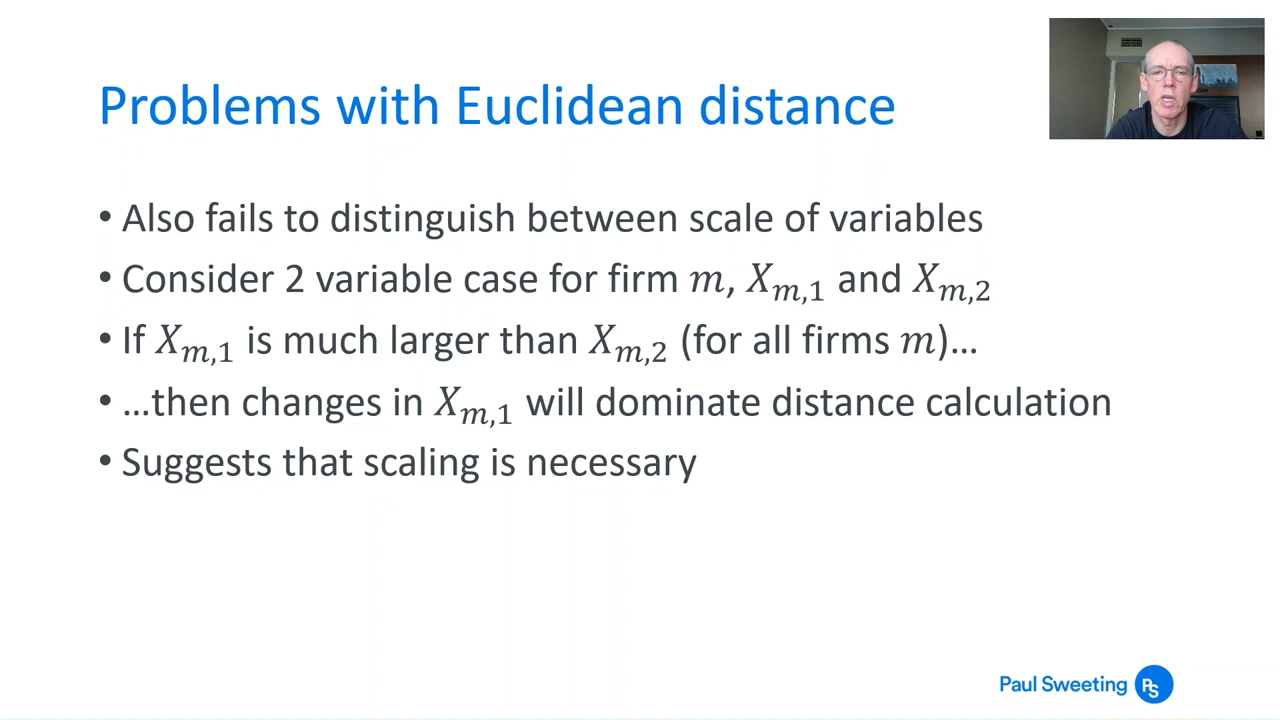 Problems with Euclidean distance
• Also fails to distinguish between scale of variables
• Consider 2 variable case for firm 𝑚, 𝑋𝑚,1 and 𝑋𝑚,2
• If 𝑋𝑚,1 is much larger than 𝑋𝑚,2 (for all firms 𝑚)…
• …then changes in 𝑋𝑚,1 will dominate distance calculation
• Suggests that scaling is necessary
Paul Sweeting PS